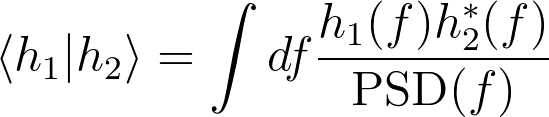 ⟨h₁|h₂⟩ = ∫ df h₁(f)h₂*(f) / PSD(f)